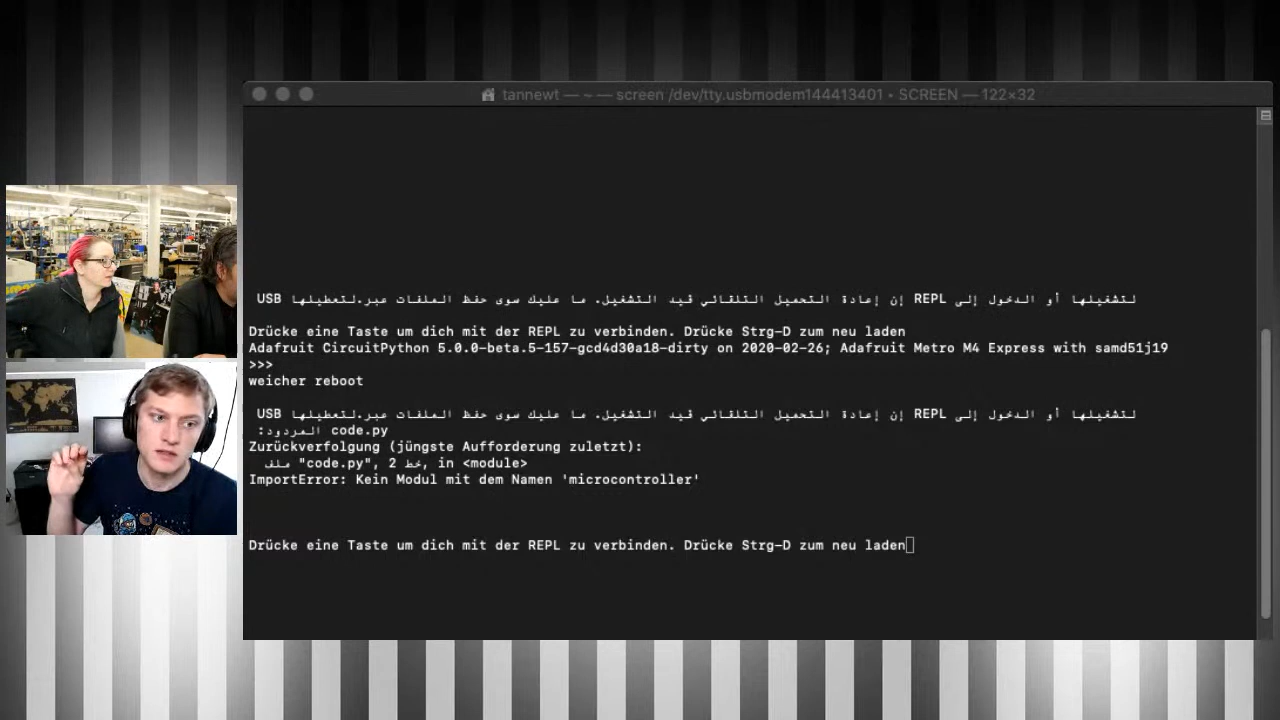 tannewt — ~ — screen /dev/tty.usbmodem144413401 • SCREEN — 122×32
لتشغيلها أو الدخول إلى REPL إن إعادة التحميل التلقائي قيد التشغيل. ما عليك سوى حفظ الملفات عبر.لتعطيلها USB
Drücke eine Taste um dich mit der REPL zu verbinden. Drücke Strg-D zum neu laden
Adafruit CircuitPython 5.0.0-beta.5-157-gcd4d30a18-dirty on 2020-02-26; Adafruit Metro M4 Express with samd51j19
>>>
weicher reboot
لتشغيلها أو الدخول إلى REPL إن إعادة التحميل التلقائي قيد التشغيل. ما عليك سوى حفظ الملفات عبر.لتعطيلها USB
code.py المردود:
Zurückverfolgung (jüngste Aufforderung zuletzt):
ملف "code.py", خط 2, in <module>
ImportError: Kein Modul mit dem Namen 'microcontroller'
Drücke eine Taste um dich mit der REPL zu verbinden. Drücke Strg-D zum neu laden